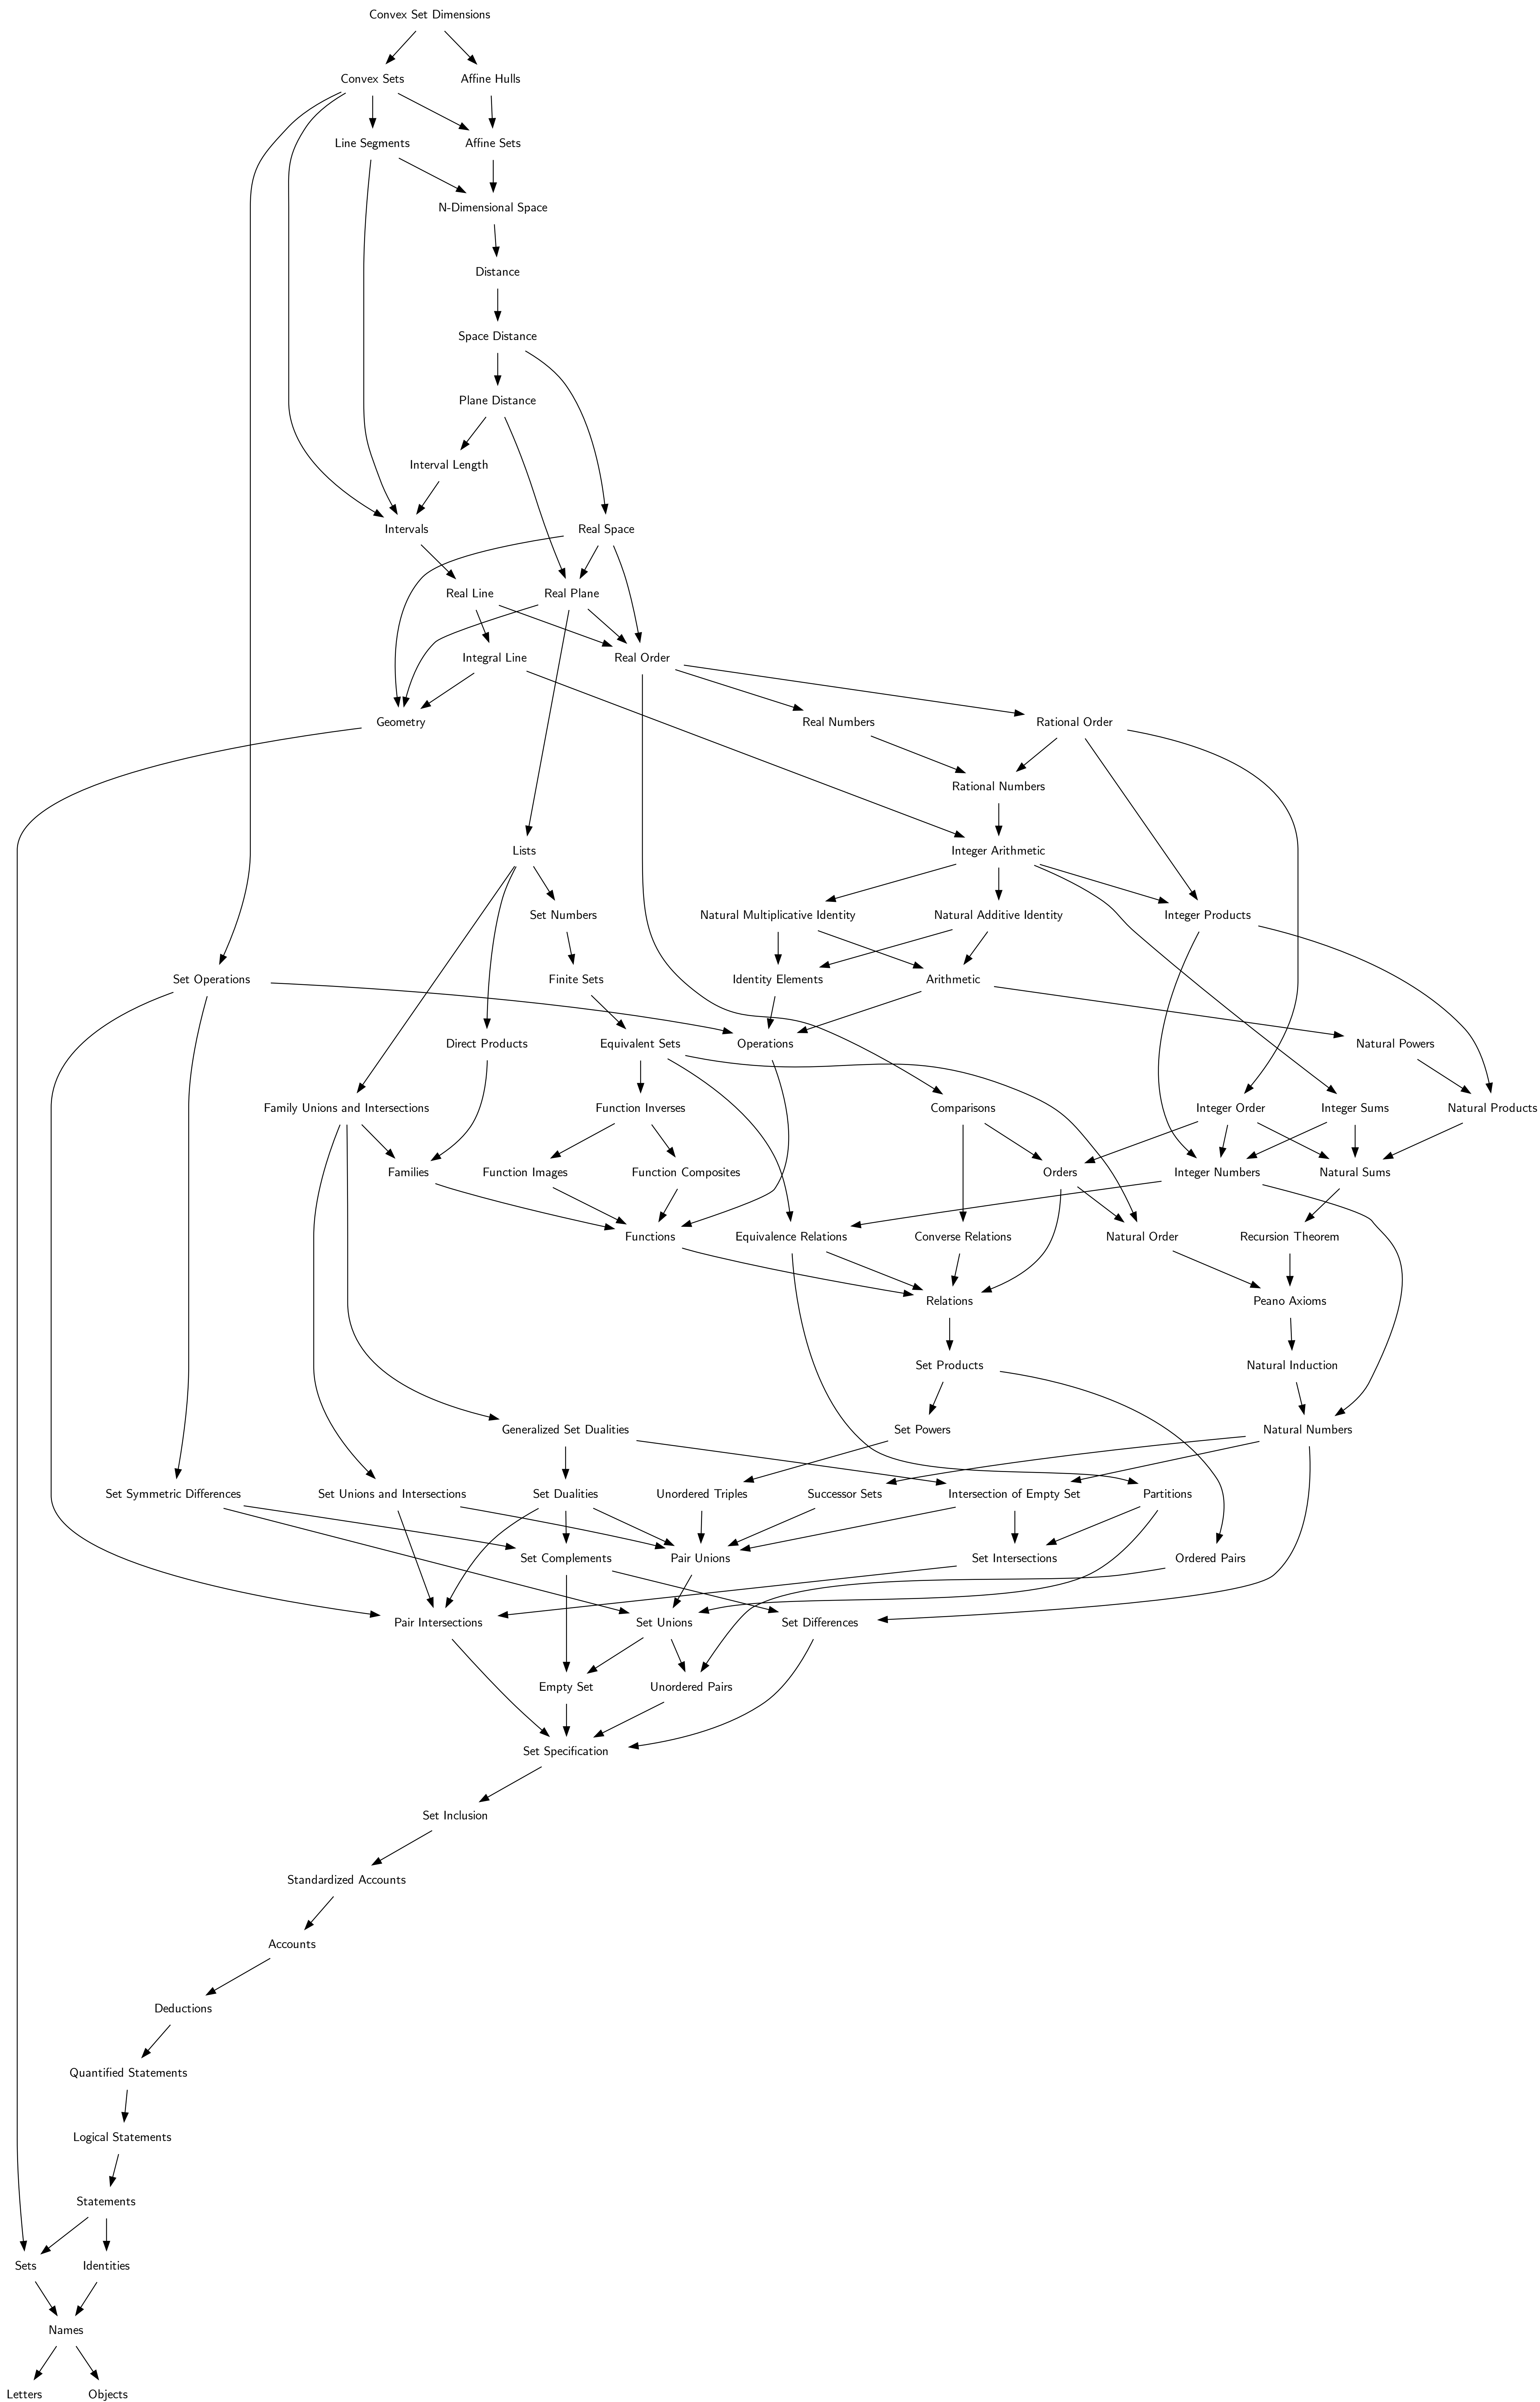 Convex Set Dimensions
Convex Sets
Affine Hulls
Line Segments
Affine Sets
N-Dimensional Space
Distance
Space Distance
Plane Distance
Interval Length
Intervals
Real Space
Real Line
Real Plane
Integral Line
Real Order
Geometry
Real Numbers
Rational Order
Rational Numbers
Lists
Integer Arithmetic
Set Numbers
Natural Multiplicative Identity
Natural Additive Identity
Integer Products
Set Operations
Finite Sets
Identity Elements
Arithmetic
Direct Products
Equivalent Sets
Operations
Natural Powers
Family Unions and Intersections
Function Inverses
Comparisons
Integer Order
Integer Sums
Natural Products
Families
Function Images
Function Composites
Orders
Integer Numbers
Natural Sums
Functions
Equivalence Relations
Converse Relations
Natural Order
Recursion Theorem
Relations
Peano Axioms
Set Products
Natural Induction
Generalized Set Dualities
Set Powers
Natural Numbers
Set Symmetric Differences
Set Unions and Intersections
Set Dualities
Unordered Triples
Successor Sets
Intersection of Empty Set
Partitions
Set Complements
Pair Unions
Set Intersections
Ordered Pairs
Pair Intersections
Set Unions
Set Differences
Empty Set
Unordered Pairs
Set Specification
Set Inclusion
Standardized Accounts
Accounts
Deductions
Quantified Statements
Logical Statements
Statements
Sets
Identities
Names
Letters
Objects